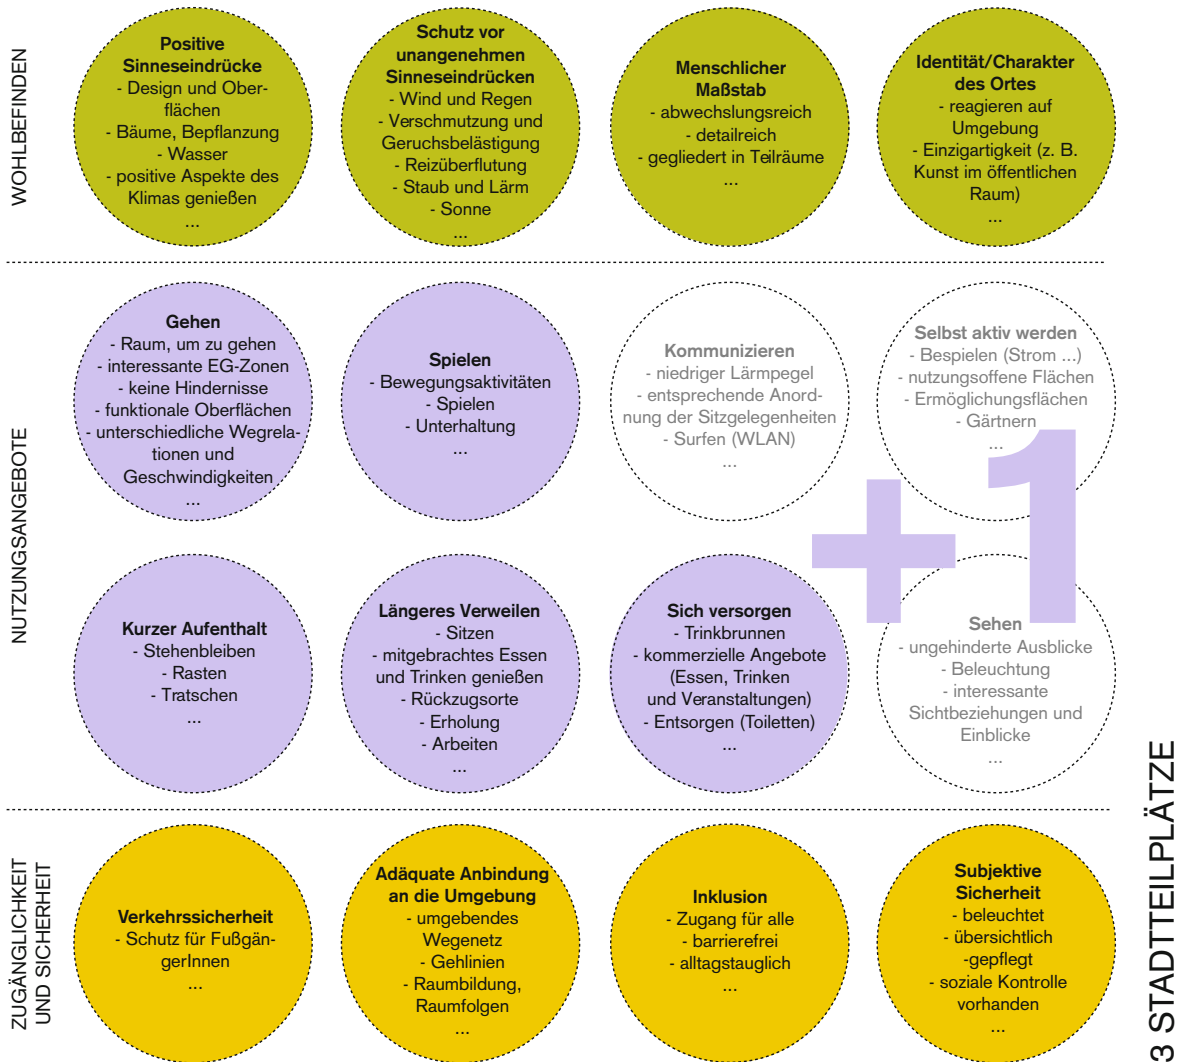 WOHLBEFINDEN
Positive
Sinneseindrücke
- Design und Ober-
flächen
- Bäume, Bepflanzung
- Wasser
- positive Aspekte des
Klimas genießen
...
Schutz vor
unangenehmen
Sinneseindrücken
- Wind und Regen
- Verschmutzung und
Geruchsbelästigung
- Reizüberflutung
- Staub und Lärm
- Sonne
...
Menschlicher
Maßstab
- abwechslungsreich
- detailreich
- gegliedert in Teilräume
...
Identität/Charakter
des Ortes
- reagieren auf
Umgebung
- Einzigartigkeit (z. B.
Kunst im öffentlichen
Raum)
...
NUTZUNGSANGEBOTE
Gehen
- Raum, um zu gehen
- interessante EG-Zonen
- keine Hindernisse
- funktionale Oberflächen
- unterschiedliche Wegrela-
tionen und
Geschwindigkeiten
...
Spielen
- Bewegungsaktivitäten
- Spielen
- Unterhaltung
...
Kommunizieren
- niedriger Lärmpegel
- entsprechende Anord-
nung der Sitzgelegenheiten
- Surfen (WLAN)
...
Selbst aktiv werden
- Bespielen (Strom ...)
- nutzungsoffene Flächen
- Ermöglichungsflächen
- Gärtnern
...
+1
Kurzer Aufenthalt
- Stehenbleiben
- Rasten
- Tratschen
...
Längeres Verweilen
- Sitzen
- mitgebrachtes Essen
und Trinken genießen
- Rückzugsorte
- Erholung
- Arbeiten
...
Sich versorgen
- Trinkbrunnen
- kommerzielle Angebote
(Essen, Trinken
und Veranstaltungen)
- Entsorgen (Toiletten)
...
Sehen
- ungehinderte Ausblicke
- Beleuchtung
- interessante
Sichtbeziehungen und
Einblicke
...
ZUGÄNGLICHKEIT
UND SICHERHEIT
Verkehrssicherheit
- Schutz für Fußgän-
gerInnen
...
Adäquate Anbindung
an die Umgebung
- umgebendes
Wegenetz
- Gehlinien
- Raumbildung,
Raumfolgen
...
Inklusion
- Zugang für alle
- barrierefrei
- alltagstauglich
...
Subjektive
Sicherheit
- beleuchtet
- übersichtlich
-gepflegt
- soziale Kontrolle
vorhanden
...
3 STADTTEILPLÄTZE